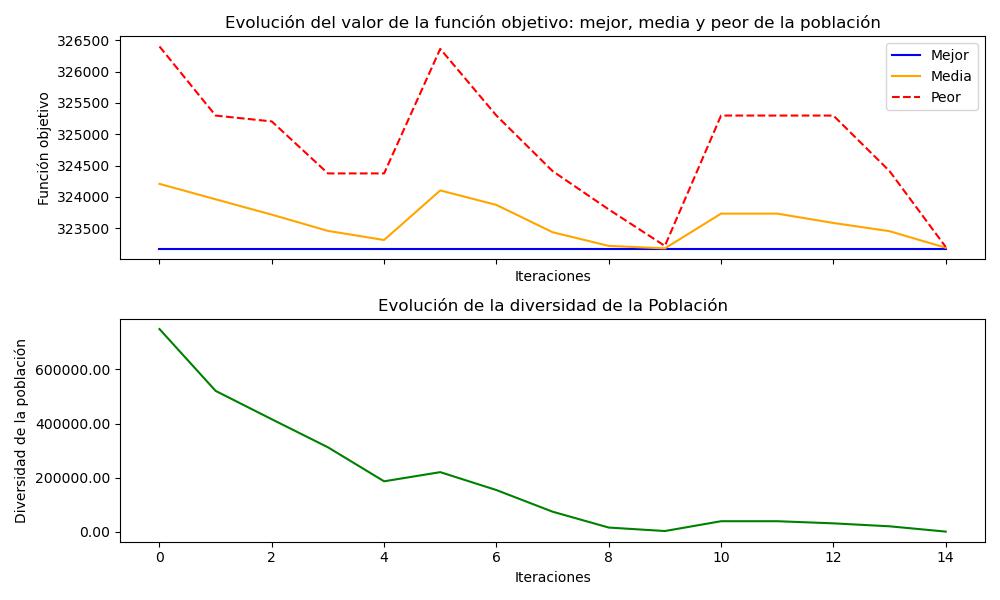 Evolución del valor de la función objetivo: mejor, media y peor de la población
326500
326000
325500
325000
324500
324000
323500
Función objetivo
Mejor
Media
Peor
Iteraciones
Evolución de la diversidad de la Población
600000.00
400000.00
200000.00
0.00
Diversidad de la población
0 2 4 6 8 10 12 14
Iteraciones